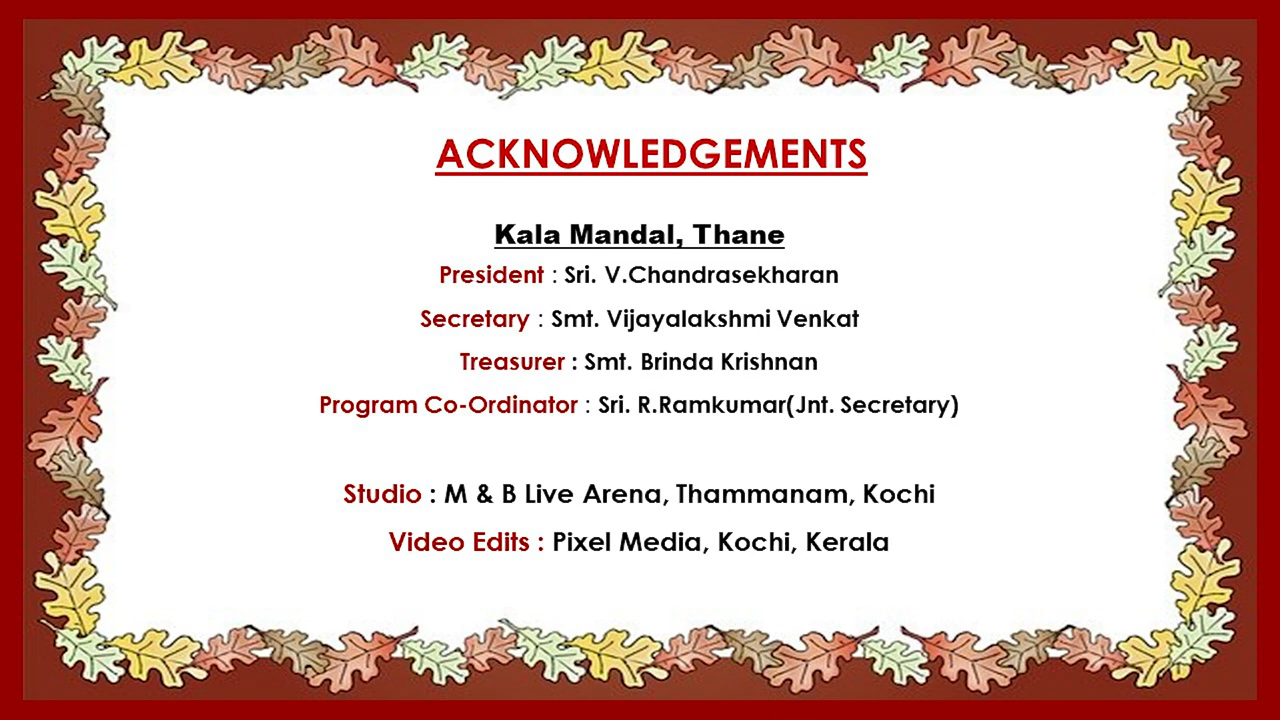 ACKNOWLEDGEMENTS
Kala Mandal, Thane
President : Sri. V.Chandrasekharan
Secretary : Smt. Vijayalakshmi Venkat
Treasurer : Smt. Brinda Krishnan
Program Co-Ordinator : Sri. R.Ramkumar(Jnt. Secretary)
Studio : M & B Live Arena, Thammanam, Kochi
Video Edits : Pixel Media, Kochi, Kerala